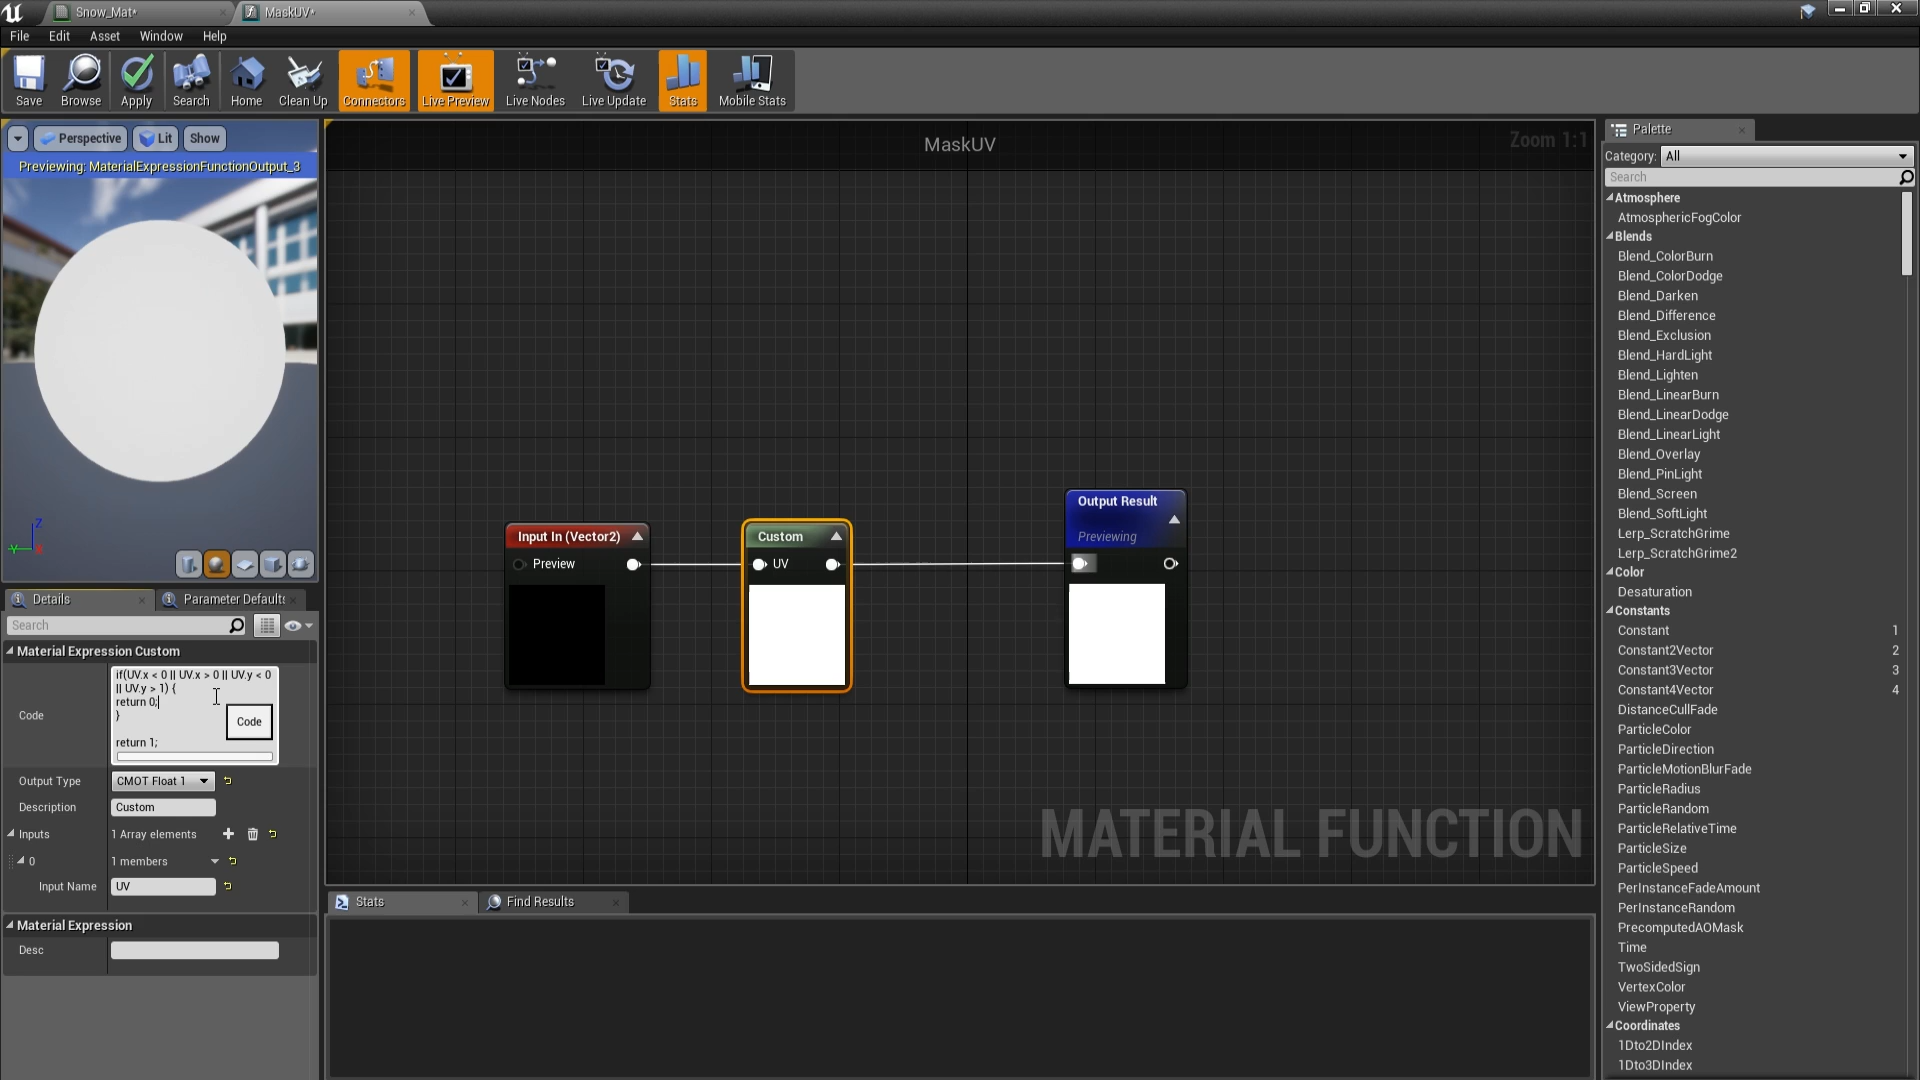 Snow_Mat*
MaskUV*
File Edit Asset Window Help
Save Browse Apply Search Home Clean Up Connectors Live Preview Live Nodes Live Update Stats Mobile Stats
Perspective Lit Show
Previewing: MaterialExpressionFunctionOutput_3
Z
Y
Details Parameter Defaults
Search
Material Expression Custom
Code
if(UV.x < 0 || UV.x > 0 || UV.y < 0
|| UV.y > 1) {
return 0;
}
return 1;
Code
Output Type CMOT Float 1
Description Custom
Inputs 1 Array elements
0 1 members
Input Name UV
Material Expression
Desc
MaskUV
Zoom 1:1
Input In (Vector2)
Preview
Custom
UV
Output Result
Previewing
MATERIAL FUNCTION
Stats Find Results
Palette
Category: All
Search
Atmosphere
AtmosphericFogColor
Blends
Blend_ColorBurn
Blend_ColorDodge
Blend_Darken
Blend_Difference
Blend_Exclusion
Blend_HardLight
Blend_Lighten
Blend_LinearBurn
Blend_LinearDodge
Blend_LinearLight
Blend_Overlay
Blend_PinLight
Blend_Screen
Blend_SoftLight
Lerp_ScratchGrime
Lerp_ScratchGrime2
Color
Desaturation
Constants
Constant 1
Constant2Vector 2
Constant3Vector 3
Constant4Vector 4
DistanceCullFade
ParticleColor
ParticleDirection
ParticleMotionBlurFade
ParticleRadius
ParticleRandom
ParticleRelativeTime
ParticleSize
ParticleSpeed
PerInstanceFadeAmount
PerInstanceRandom
PrecomputedAOMask
Time
TwoSidedSign
VertexColor
ViewProperty
Coordinates
1Dto2DIndex
1Dto3DIndex